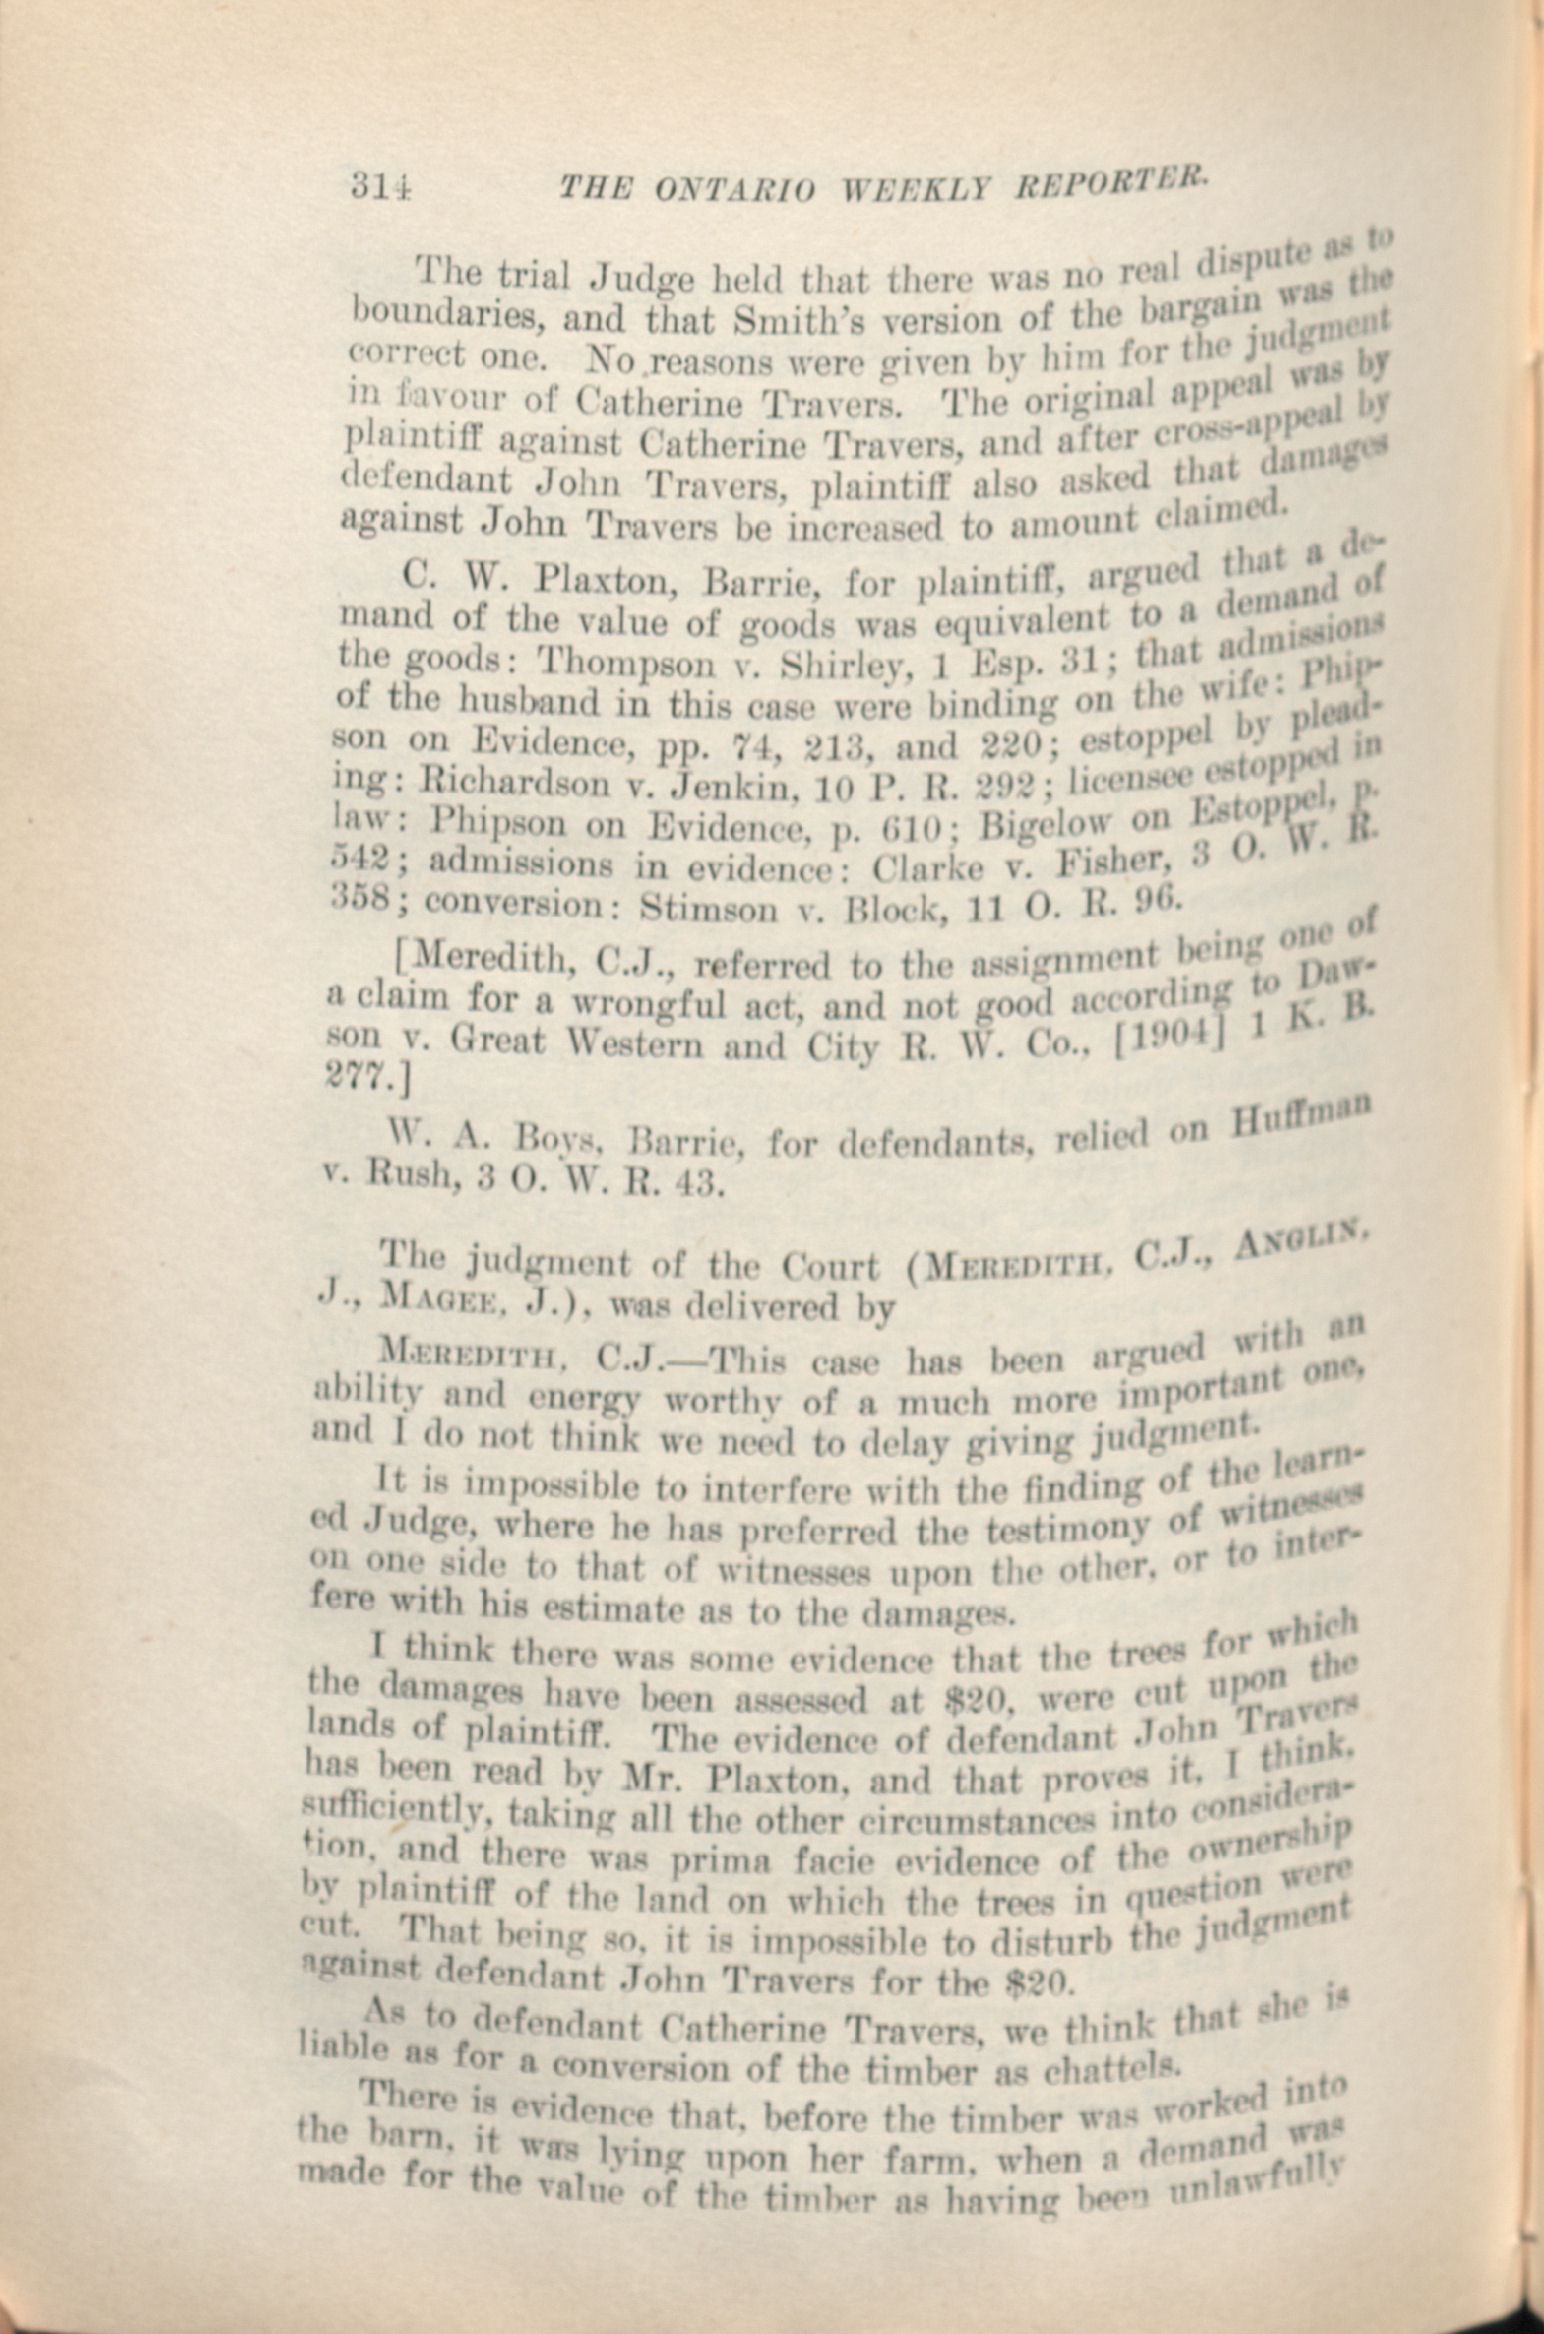 314 THE ONTARIO WEEKLY REPORTER.
The trial Judge held that there was no real dispute as to
boundaries, and that Smith's version of the bargain was the
correct one. No reasons were given by him for the judgment
in favour of Catherine Travers. The original appeal was by
plaintiff against Catherine Travers, and after cross-appeal by
defendant John Travers, plaintiff also asked that damages
against John Travers be increased to amount claimed.
C. W. Plaxton, Barrie, for plaintiff, argued that a de-
mand of the value of goods was equivalent to a demand of
the goods: Thompson v. Shirley, 1 Esp. 31; that admissions
of the husband in this case were binding on the wife: Phip-
son on Evidence, pp. 74, 213, and 220; estoppel by plead-
ing: Richardson v. Jenkin, 10 P. R. 292; licensee estopped in
law: Phipson on Evidence, p. 610; Bigelow on Estoppel, p.
542; admissions in evidence: Clarke v. Fisher, 3 O. W. R.
358; conversion: Stimson v. Block, 11 O. R. 96.
[Meredith, C.J., referred to the assignment being one of
a claim for a wrongful act, and not good according to Daw-
son v. Great Western and City R. W. Co., [1904] 1 K. B.
277.]
W. A. Boys, Barrie, for defendants, relied on Huffman
v. Rush, 3 O. W. R. 43.
The judgment of the Court (MEREDITH, C.J., ANGLIN,
J., MAGEE, J.), was delivered by
MEREDITH, C.J.—This case has been argued with an
ability and energy worthy of a much more important one,
and I do not think we need to delay giving judgment.
It is impossible to interfere with the finding of the learn-
ed Judge, where he has preferred the testimony of witnesses
on one side to that of witnesses upon the other, or to inter-
fere with his estimate as to the damages.
I think there was some evidence that the trees for which
the damages have been assessed at $20, were cut upon the
lands of plaintiff. The evidence of defendant John Travers
has been read by Mr. Plaxton, and that proves it, I think,
sufficiently, taking all the other circumstances into considera-
tion, and there was prima facie evidence of the ownership
by plaintiff of the land on which the trees in question were
cut. That being so, it is impossible to disturb the judgment
against defendant John Travers for the $20.
As to defendant Catherine Travers, we think that she is
liable as for a conversion of the timber as chattels.
There is evidence that, before the timber was worked into
the barn, it was lying upon her farm, when a demand was
made for the value of the timber as having been unlawfully